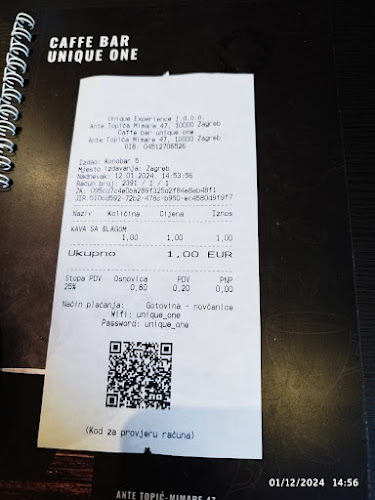 CAFFE BAR
UNIQUE ONE
Unique Experience j.d.o.o.
Ante Topića Mimare 47, 10000 Zagreb
Caffe bar unique one
Ante Topića Mimare 47, 10000 Zagreb
OIB: 04512706526
Izdao: Konobar 5
Mjesto izdavanja: Zagreb
Nadnevak: 12.01.2024. 14:53:56
Račun broj: 2091 / 1 / 1
ZK:
JIR:
Naziv Količina Cijena Iznos
KAVA SA ŠLAGOM
1,00 1,00 1,00
Ukupno 1,00 EUR
Stopa PDV Osnovica PDV PNP
25% 0,80 0,20 0,00
Način plaćanja: Gotovina - novčanice
Wifi: unique_one
Password: unique_one
(Kod za provjeru računa)
01/12/2024 14:56
ANTE TOPIĆ-MIMARE 47